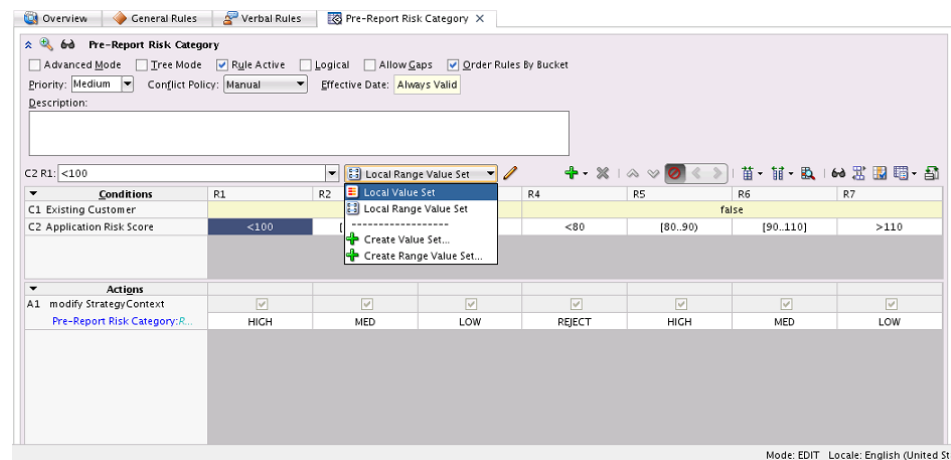 Overview General Rules Verbal Rules Pre-Report Risk Category X
Pre-Report Risk Category
Advanced Mode Tree Mode Rule Active Logical Allow Gaps Order Rules By Bucket
Priority: Medium Conflict Policy: Manual Effective Date: Always Valid
Description:
C2 R1: <100 Local Range Value Set
Local Value Set
Local Range Value Set
------------------
Create Value Set...
Create Range Value Set...
Conditions R1 R2 R4 R5 R6 R7
C1 Existing Customer false
C2 Application Risk Score <100 [ <80 [80..90) [90..110] >110
Actions
A1 modify StrategyContext
Pre-Report Risk Category:R...
HIGH MED LOW REJECT HIGH MED LOW
Mode: EDIT Locale: English (United St